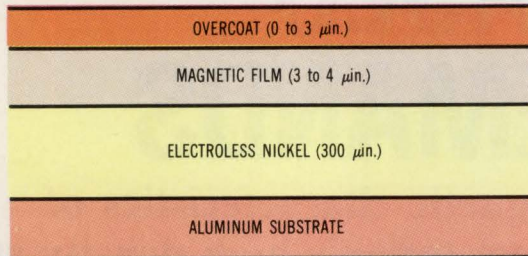 OVERCOAT (0 to 3 μin.)
MAGNETIC FILM (3 to 4 μin.)
ELECTROLESS NICKEL (300 μin.)
ALUMINUM SUBSTRATE